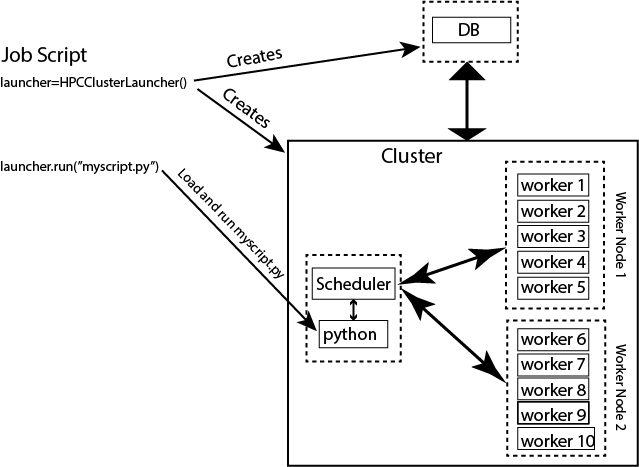 DB
Job Script
launcher=HPCClusterLauncher()
Creates
Creates
launcher.run("myscript.py")
Load and run myscript.py
Cluster
worker 1
worker 2
worker 3
worker 4
worker 5
Worker Node 1
Scheduler
python
worker 6
worker 7
worker 8
worker 9
worker 10
Worker Node 2